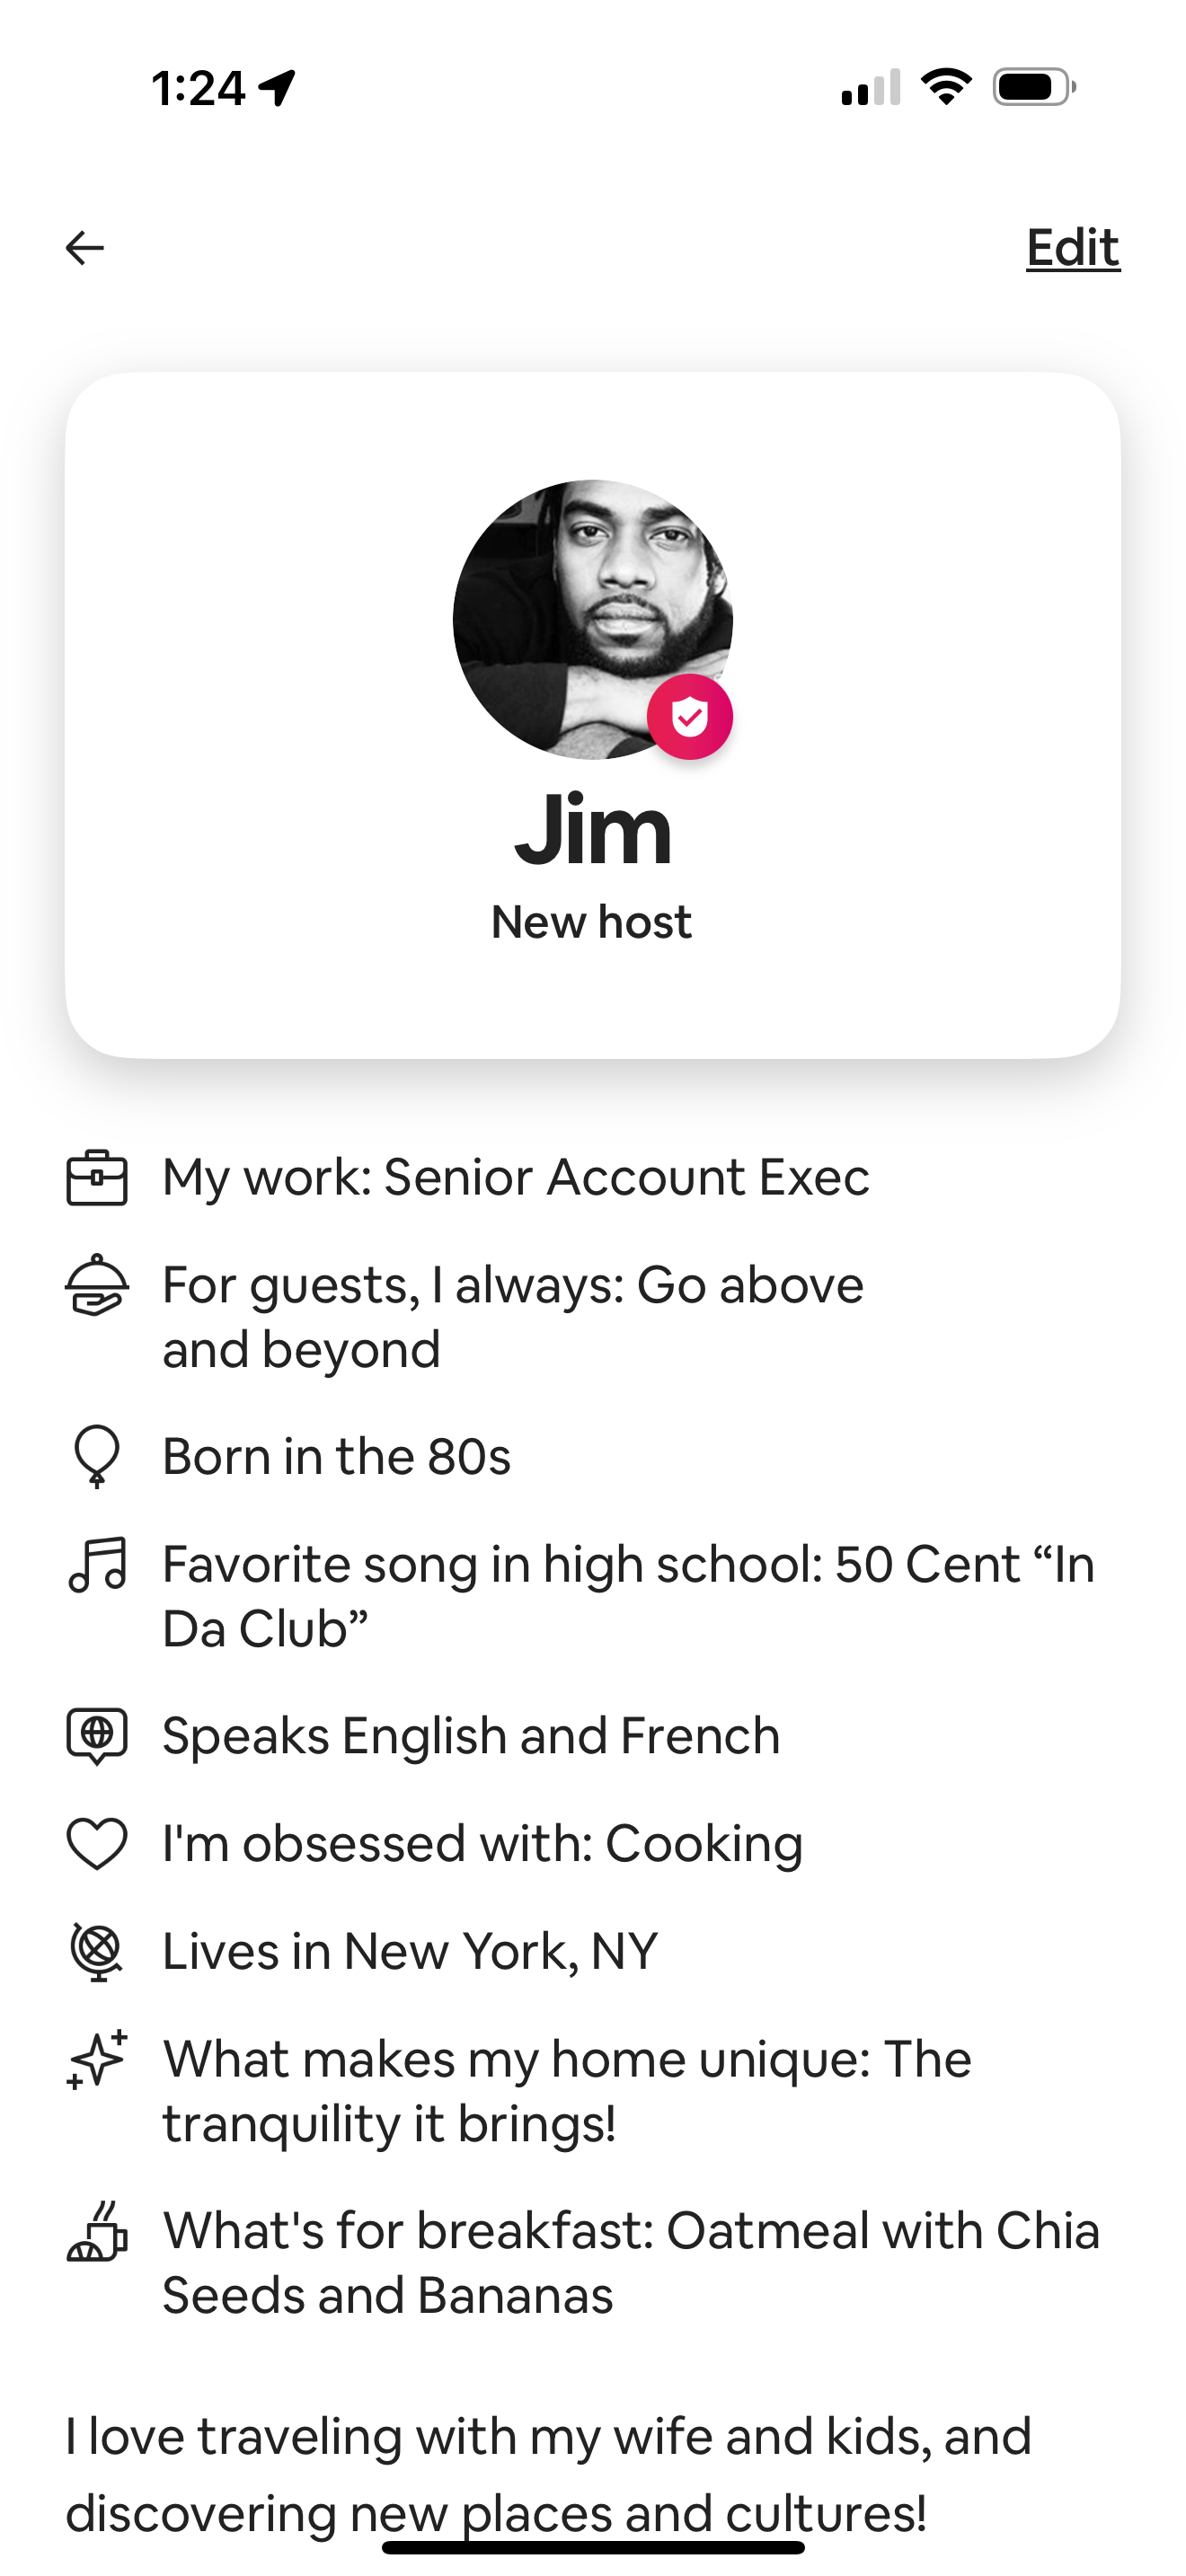 1:24
Edit
Jim
New host
My work: Senior Account Exec
For guests, I always: Go above
and beyond
Born in the 80s
Favorite song in high school: 50 Cent “In
Da Club”
Speaks English and French
I'm obsessed with: Cooking
Lives in New York, NY
What makes my home unique: The
tranquility it brings!
What's for breakfast: Oatmeal with Chia
Seeds and Bananas
I love traveling with my wife and kids, and
discovering new places and cultures!